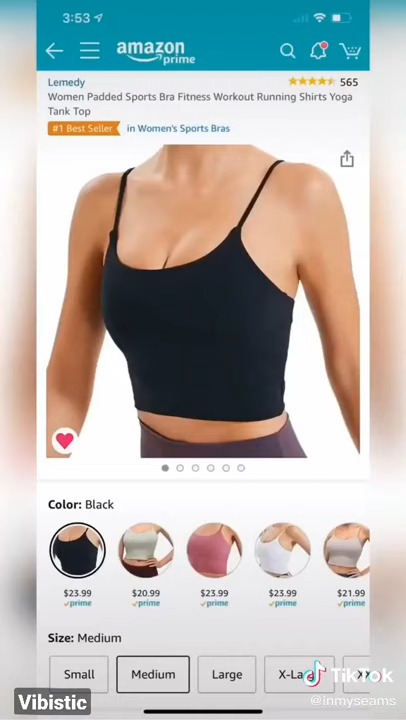 3:53
amazon
prime
Lemedy
565
Women Padded Sports Bra Fitness Workout Running Shirts Yoga
Tank Top
#1 Best Seller in Women's Sports Bras
Color: Black
$23.99 $20.99 $23.99 $23.99 $21.99
prime prime prime prime prime
Size: Medium
Small Medium Large
TikTok
@inmyseams
Vibistic